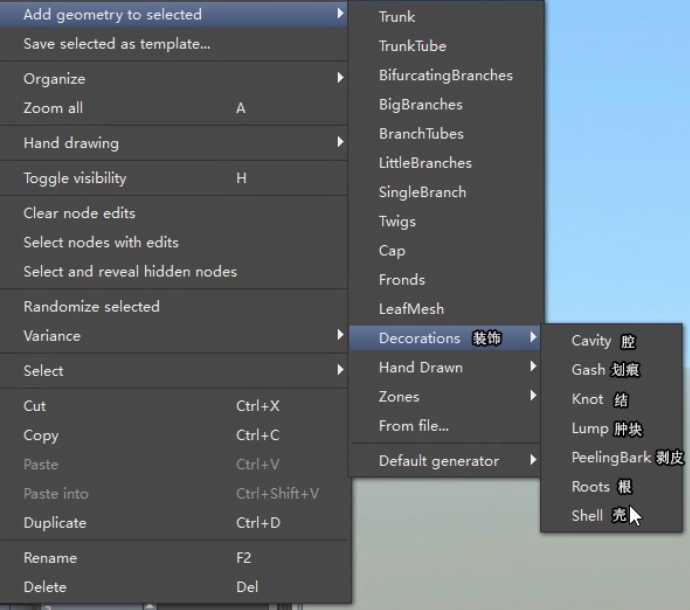 Add geometry to selected
Save selected as template...
Organize
Zoom all A
Hand drawing
Toggle visibility H
Clear node edits
Select nodes with edits
Select and reveal hidden nodes
Randomize selected
Variance
Select
Cut Ctrl+X
Copy Ctrl+C
Paste Ctrl+V
Paste into Ctrl+Shift+V
Duplicate Ctrl+D
Rename F2
Delete Del
Trunk
TrunkTube
BifurcatingBranches
BigBranches
BranchTubes
LittleBranches
SingleBranch
Twigs
Cap
Fronds
LeafMesh
Decorations 装饰
Hand Drawn
Zones
From file...
Default generator
Cavity 腔
Gash 划痕
Knot 结
Lump 肿块
PeelingBark 剥皮
Roots 根
Shell 壳